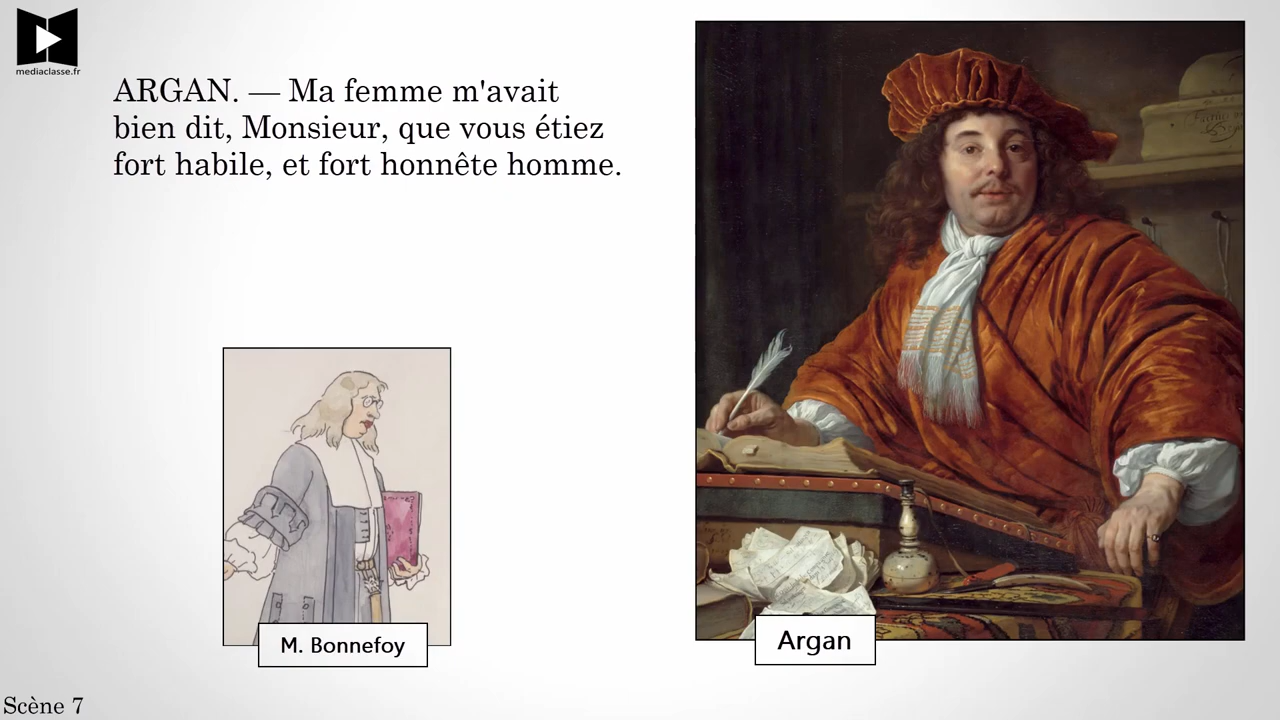 mediaclasse.fr
ARGAN. — Ma femme m'avait
bien dit, Monsieur, que vous étiez
fort habile, et fort honnête homme.
M. Bonnefoy
Argan
Scène 7